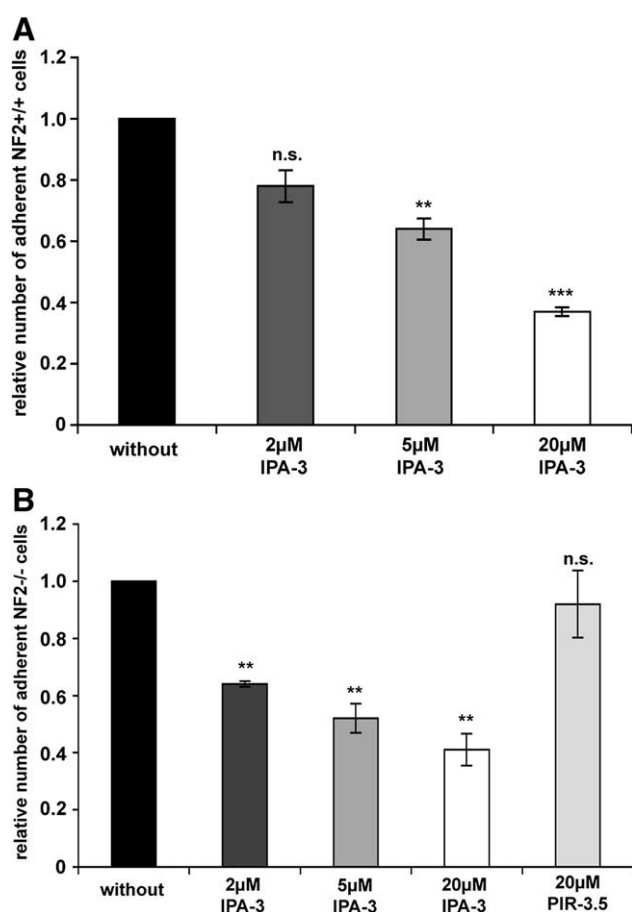 A
relative number of adherent NF2+/+ cells
1.2
1.0
0.8
0.6
0.4
0.2
0
n.s.
**
***
without
2µM
IPA-3
5µM
IPA-3
20µM
IPA-3
B
relative number of adherent NF2-/- cells
1.2
1.0
0.8
0.6
0.4
0.2
0
**
**
**
n.s.
without
2µM
IPA-3
5µM
IPA-3
20µM
IPA-3
20µM
PIR-3.5